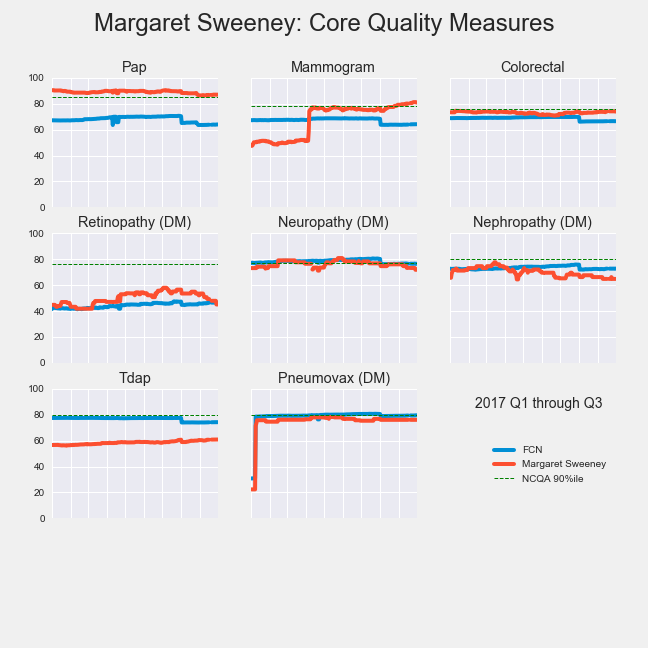 Margaret Sweeney: Core Quality Measures
Pap
Mammogram
Colorectal
100
80
60
40
20
0
Retinopathy (DM)
Neuropathy (DM)
Nephropathy (DM)
100
80
60
40
20
0
Tdap
Pneumovax (DM)
100
80
60
40
20
0
2017 Q1 through Q3
FCN
Margaret Sweeney
NCQA 90%ile